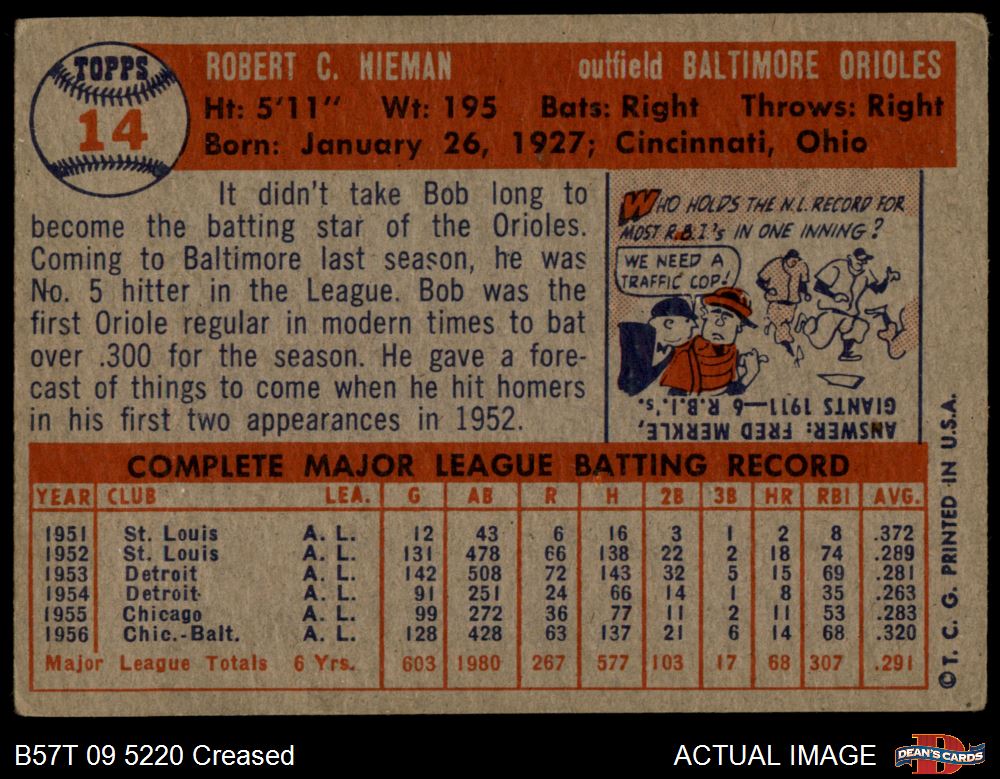 TOPPS
14
ROBERT C. NIEMAN outfield BALTIMORE ORIOLES
Ht: 5'11" Wt: 195 Bats: Right Throws: Right
Born: January 26, 1927; Cincinnati, Ohio
It didn't take Bob long to
become the batting star of the Orioles.
Coming to Baltimore last season, he was
No. 5 hitter in the League. Bob was the
first Oriole regular in modern times to bat
over .300 for the season. He gave a fore-
cast of things to come when he hit homers
in his first two appearances in 1952.
WHO HOLDS THE N.L. RECORD FOR
MOST R.B.I.'s IN ONE INNING?
WE NEED A
TRAFFIC COP!
ANSWER: FRED MERKLE,
GIANTS 1911—6 R.B.I.'s.
COMPLETE MAJOR LEAGUE BATTING RECORD
YEAR CLUB LEA. G AB R H 2B 3B HR RBI AVG.
1951 St. Louis A. L. 12 43 6 16 3 1 2 8 .372
1952 St. Louis A. L. 131 478 66 138 22 2 18 74 .289
1953 Detroit A. L. 142 508 72 143 32 5 15 69 .281
1954 Detroit A. L. 91 251 24 66 14 1 8 35 .263
1955 Chicago A. L. 99 272 36 77 11 2 11 53 .283
1956 Chic.-Balt. A. L. 128 428 63 137 21 6 14 68 .320
Major League Totals 6 Yrs. 603 1980 267 577 103 17 68 307 .291
© T. C. G. PRINTED IN U.S.A.
B57T 09 5220 Creased
ACTUAL IMAGE
DEAN'S CARDS